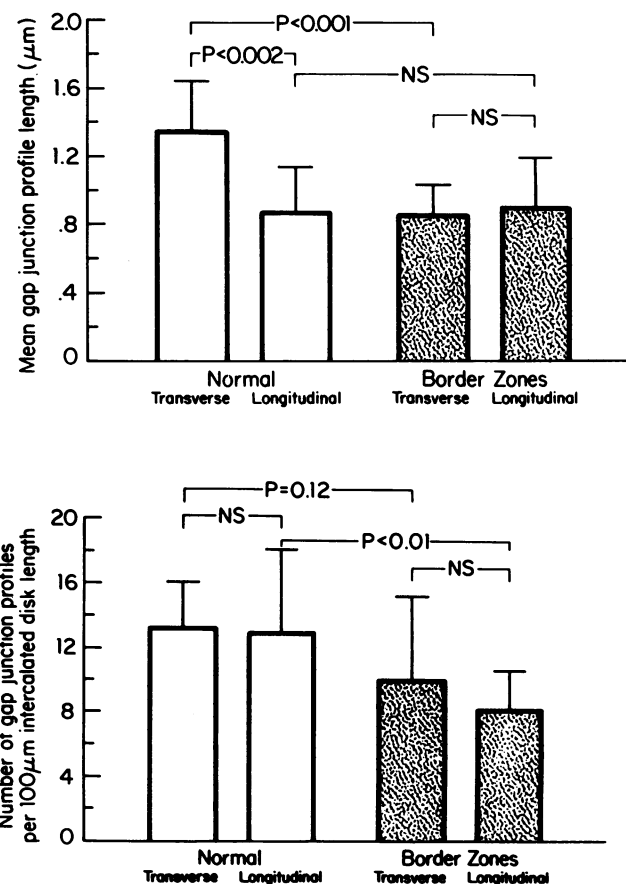 Mean gap junction profile length (μm)
2.0
1.6
1.2
.8
.4
0
P<0.001
P<0.002
NS
NS
Normal
Border Zones
Transverse Longitudinal
Transverse Longitudinal
Number of gap junction profiles
per 100μm intercalated disk length
20
16
12
8
4
0
P=0.12
NS
P<0.01
NS
Normal
Border Zones
Transverse Longitudinal
Transverse Longitudinal